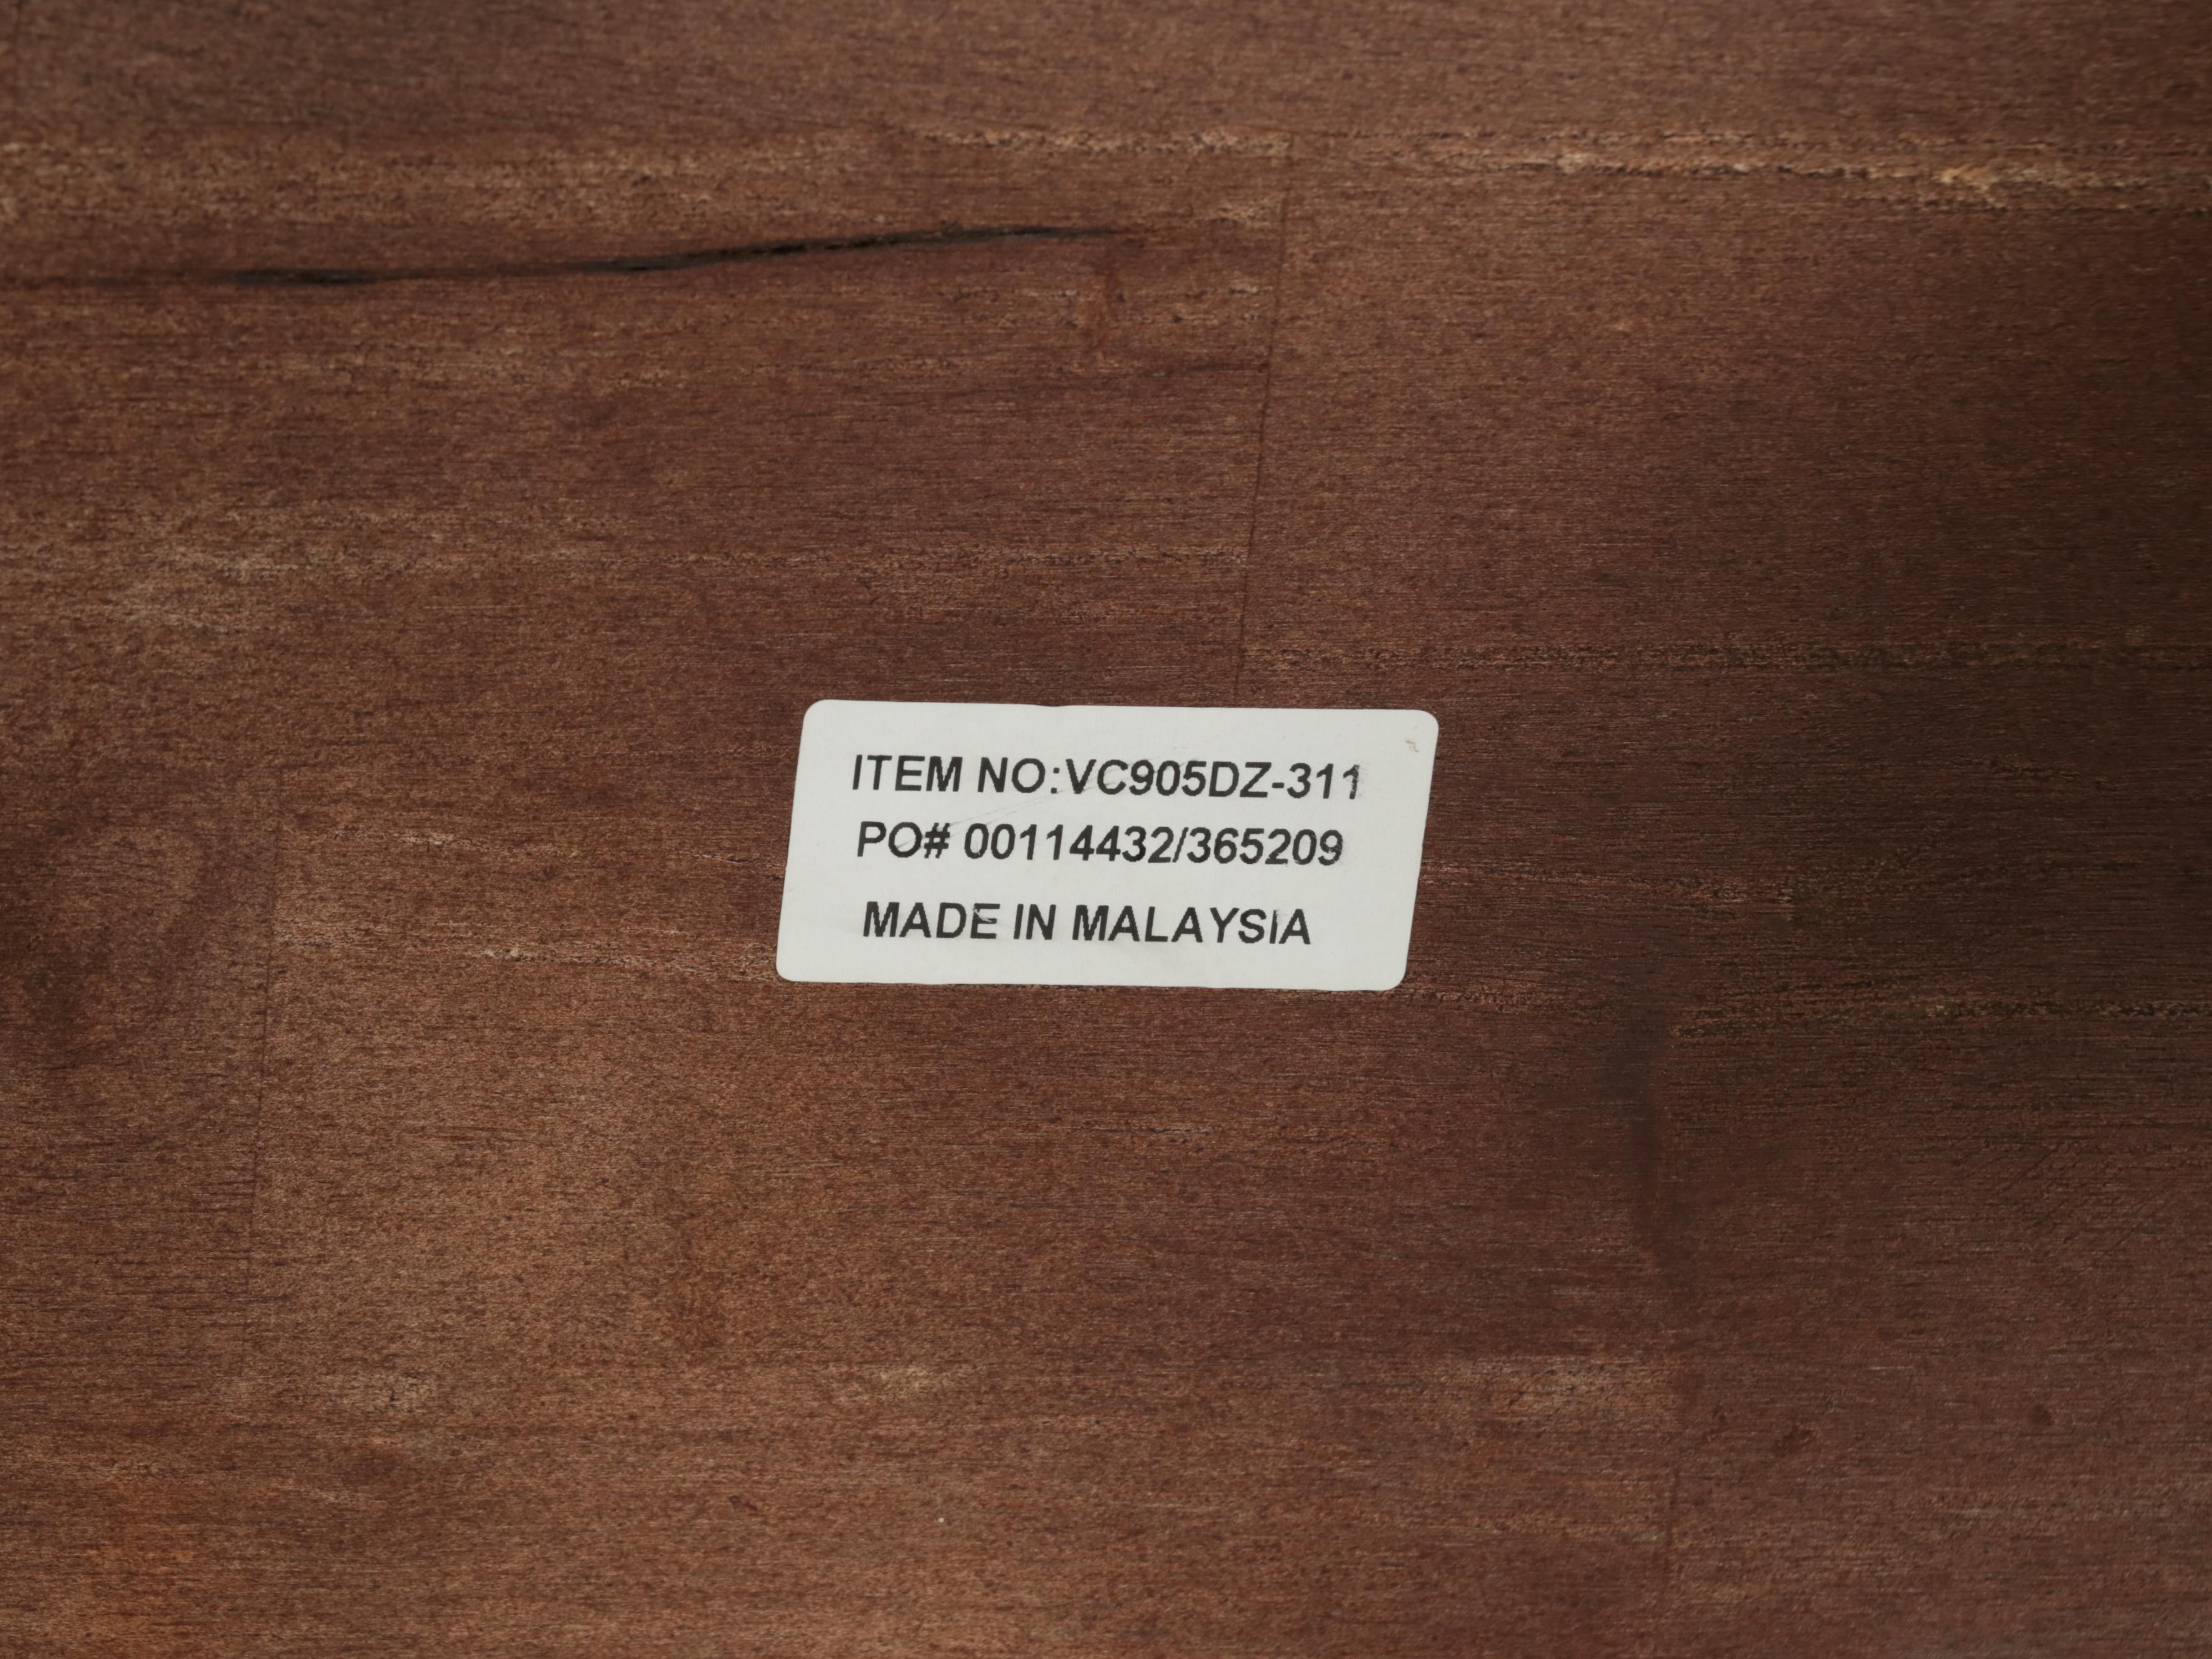 ITEM NO:VC905DZ-311
PO# 00114432/365209
MADE IN MALAYSIA